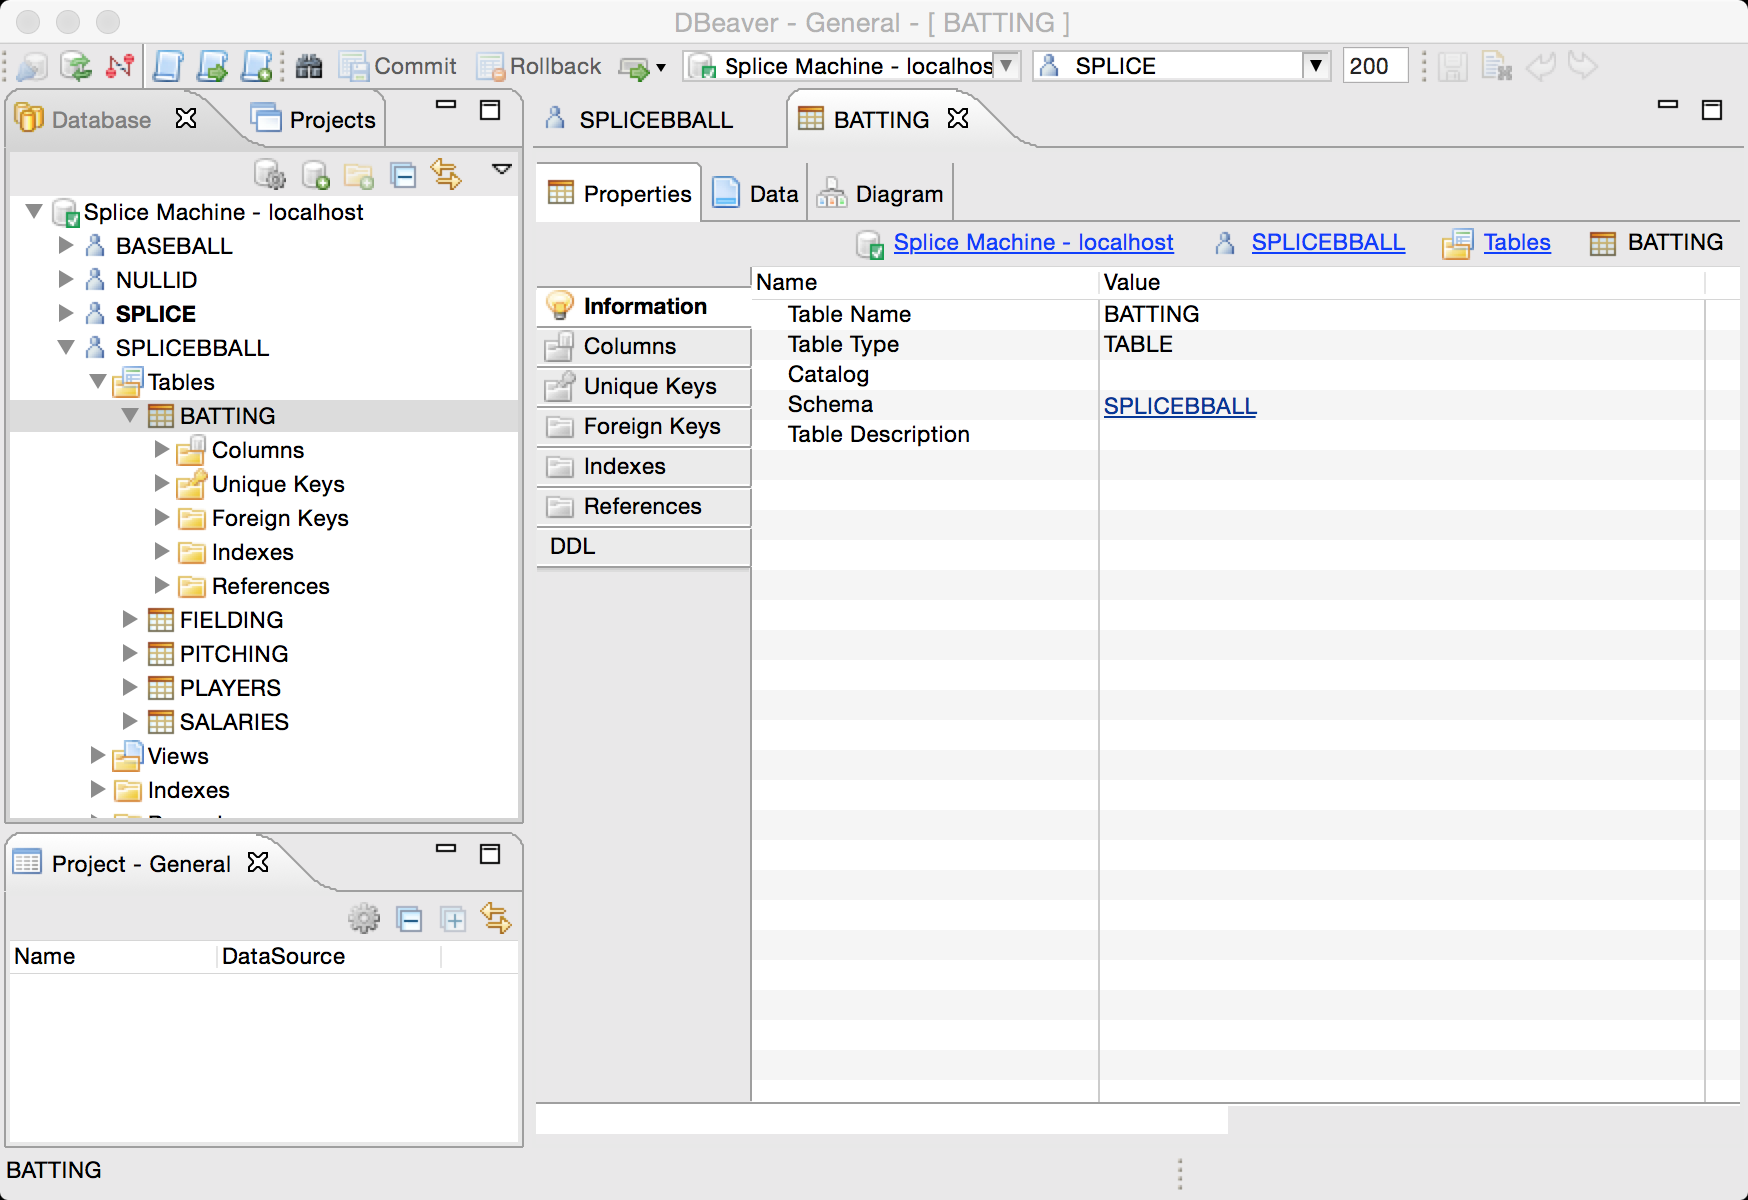 DBeaver - General - [ BATTING ]
Commit Rollback Splice Machine - localhos SPLICE 200
Database Projects
SPLICEBBALL BATTING
Properties Data Diagram
Splice Machine - localhost SPLICEBBALL Tables BATTING
Splice Machine - localhost
BASEBALL
NULLID
SPLICE
SPLICEBBALL
Tables
BATTING
Columns
Unique Keys
Foreign Keys
Indexes
References
FIELDING
PITCHING
PLAYERS
SALARIES
Views
Indexes
Information
Columns
Unique Keys
Foreign Keys
Indexes
References
DDL
Name Value
Table Name BATTING
Table Type TABLE
Catalog
Schema SPLICEBBALL
Table Description
Project - General
Name DataSource
BATTING